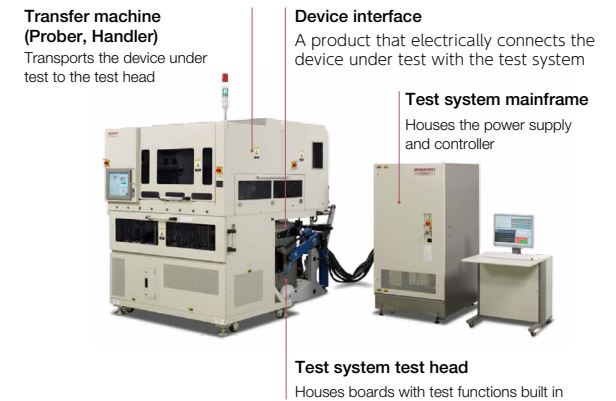 Transfer machine
(Prober, Handler)
Transports the device under
test to the test head
Device interface
A product that electrically connects the
device under test with the test system
Test system mainframe
Houses the power supply
and controller
ADVANTEST
Test system test head
Houses boards with test functions built in